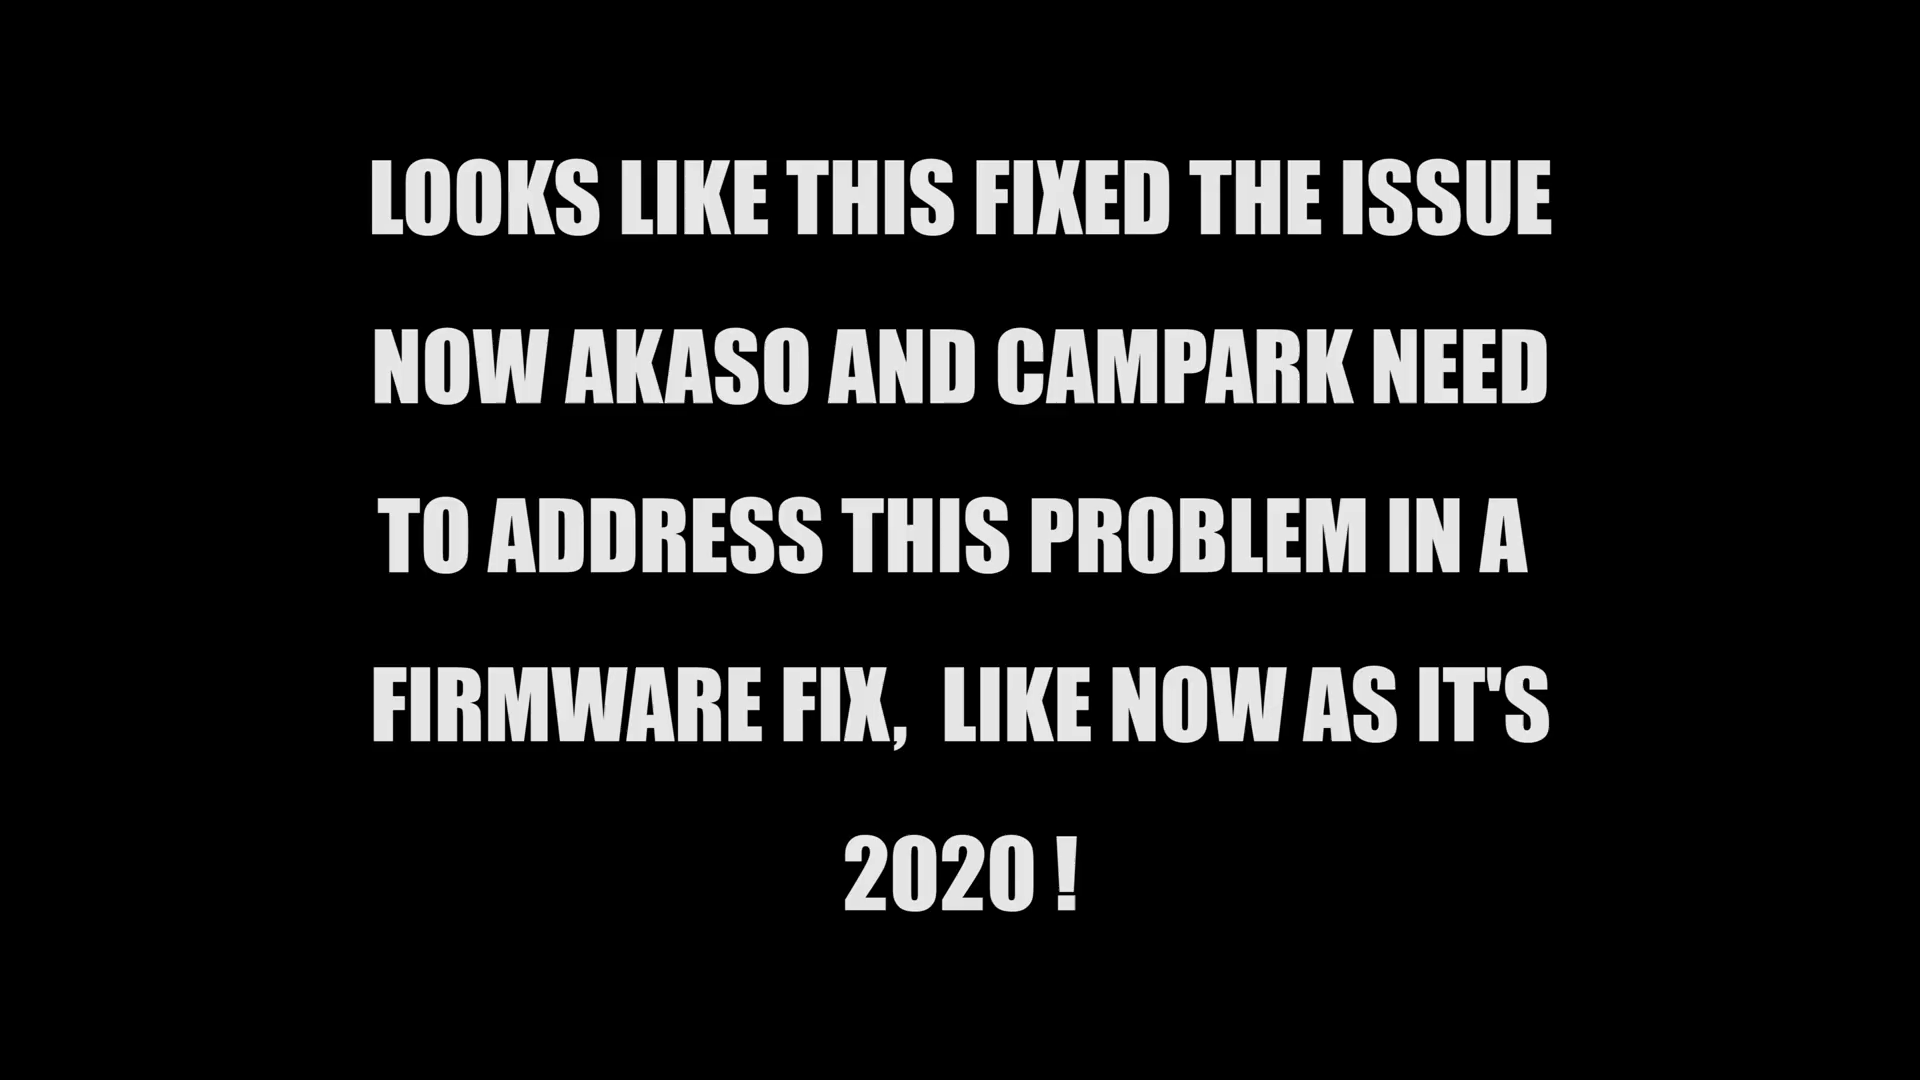 LOOKS LIKE THIS FIXED THE ISSUE
NOW AKASO AND CAMPARK NEED
TO ADDRESS THIS PROBLEM IN A
FIRMWARE FIX,  LIKE NOW AS IT'S
2020 !